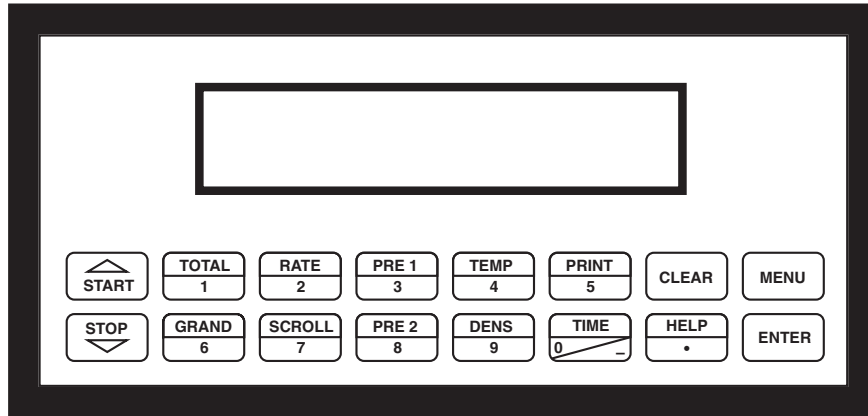 START
TOTAL 1
RATE 2
PRE 1 3
TEMP 4
PRINT 5
CLEAR
MENU
STOP
GRAND 6
SCROLL 7
PRE 2 8
DENS 9
TIME 0 –
HELP •
ENTER